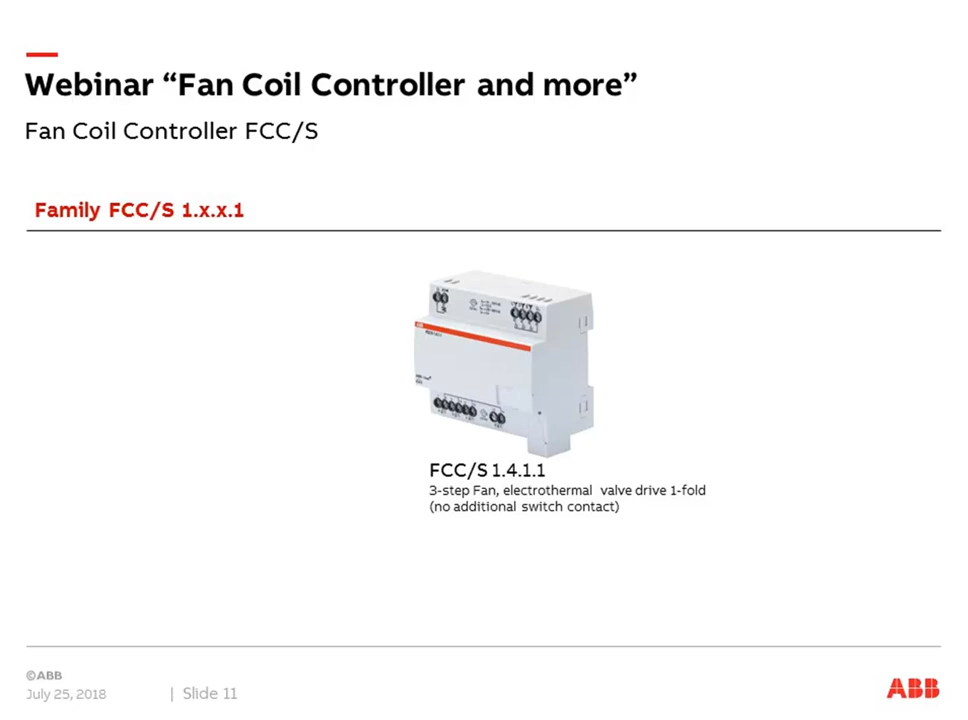 Webinar “Fan Coil Controller and more”
Fan Coil Controller FCC/S
Family FCC/S 1.x.x.1
ABB
FCC/S 1.4.1.1
3-step Fan, electrothermal valve drive 1-fold
(no additional switch contact)
©ABB
July 25, 2018
| Slide 11
ABB